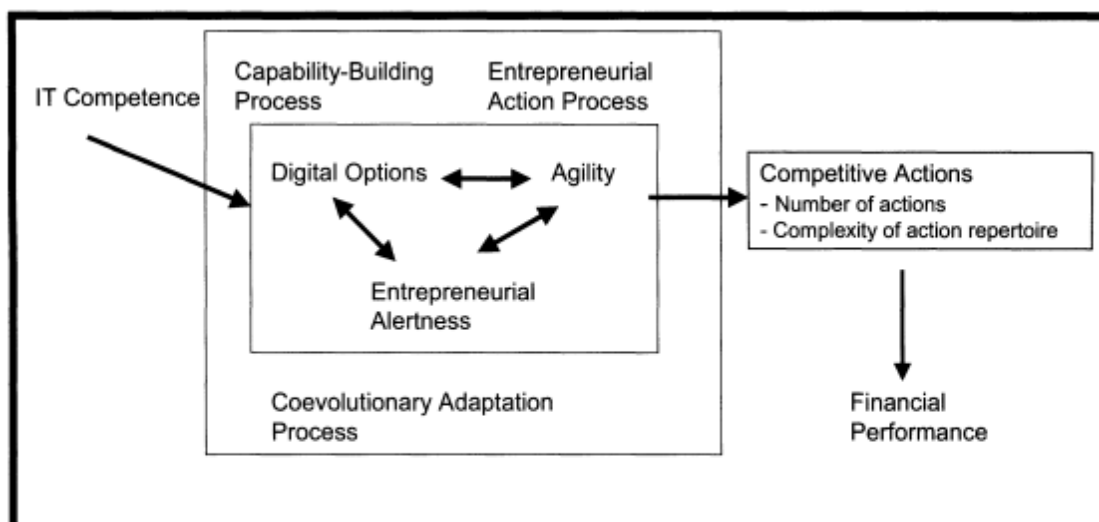 IT Competence
Capability-Building
Process
Entrepreneurial
Action Process
Digital Options
Agility
Entrepreneurial
Alertness
Coevolutionary Adaptation
Process
Competitive Actions
- Number of actions
- Complexity of action repertoire
Financial
Performance